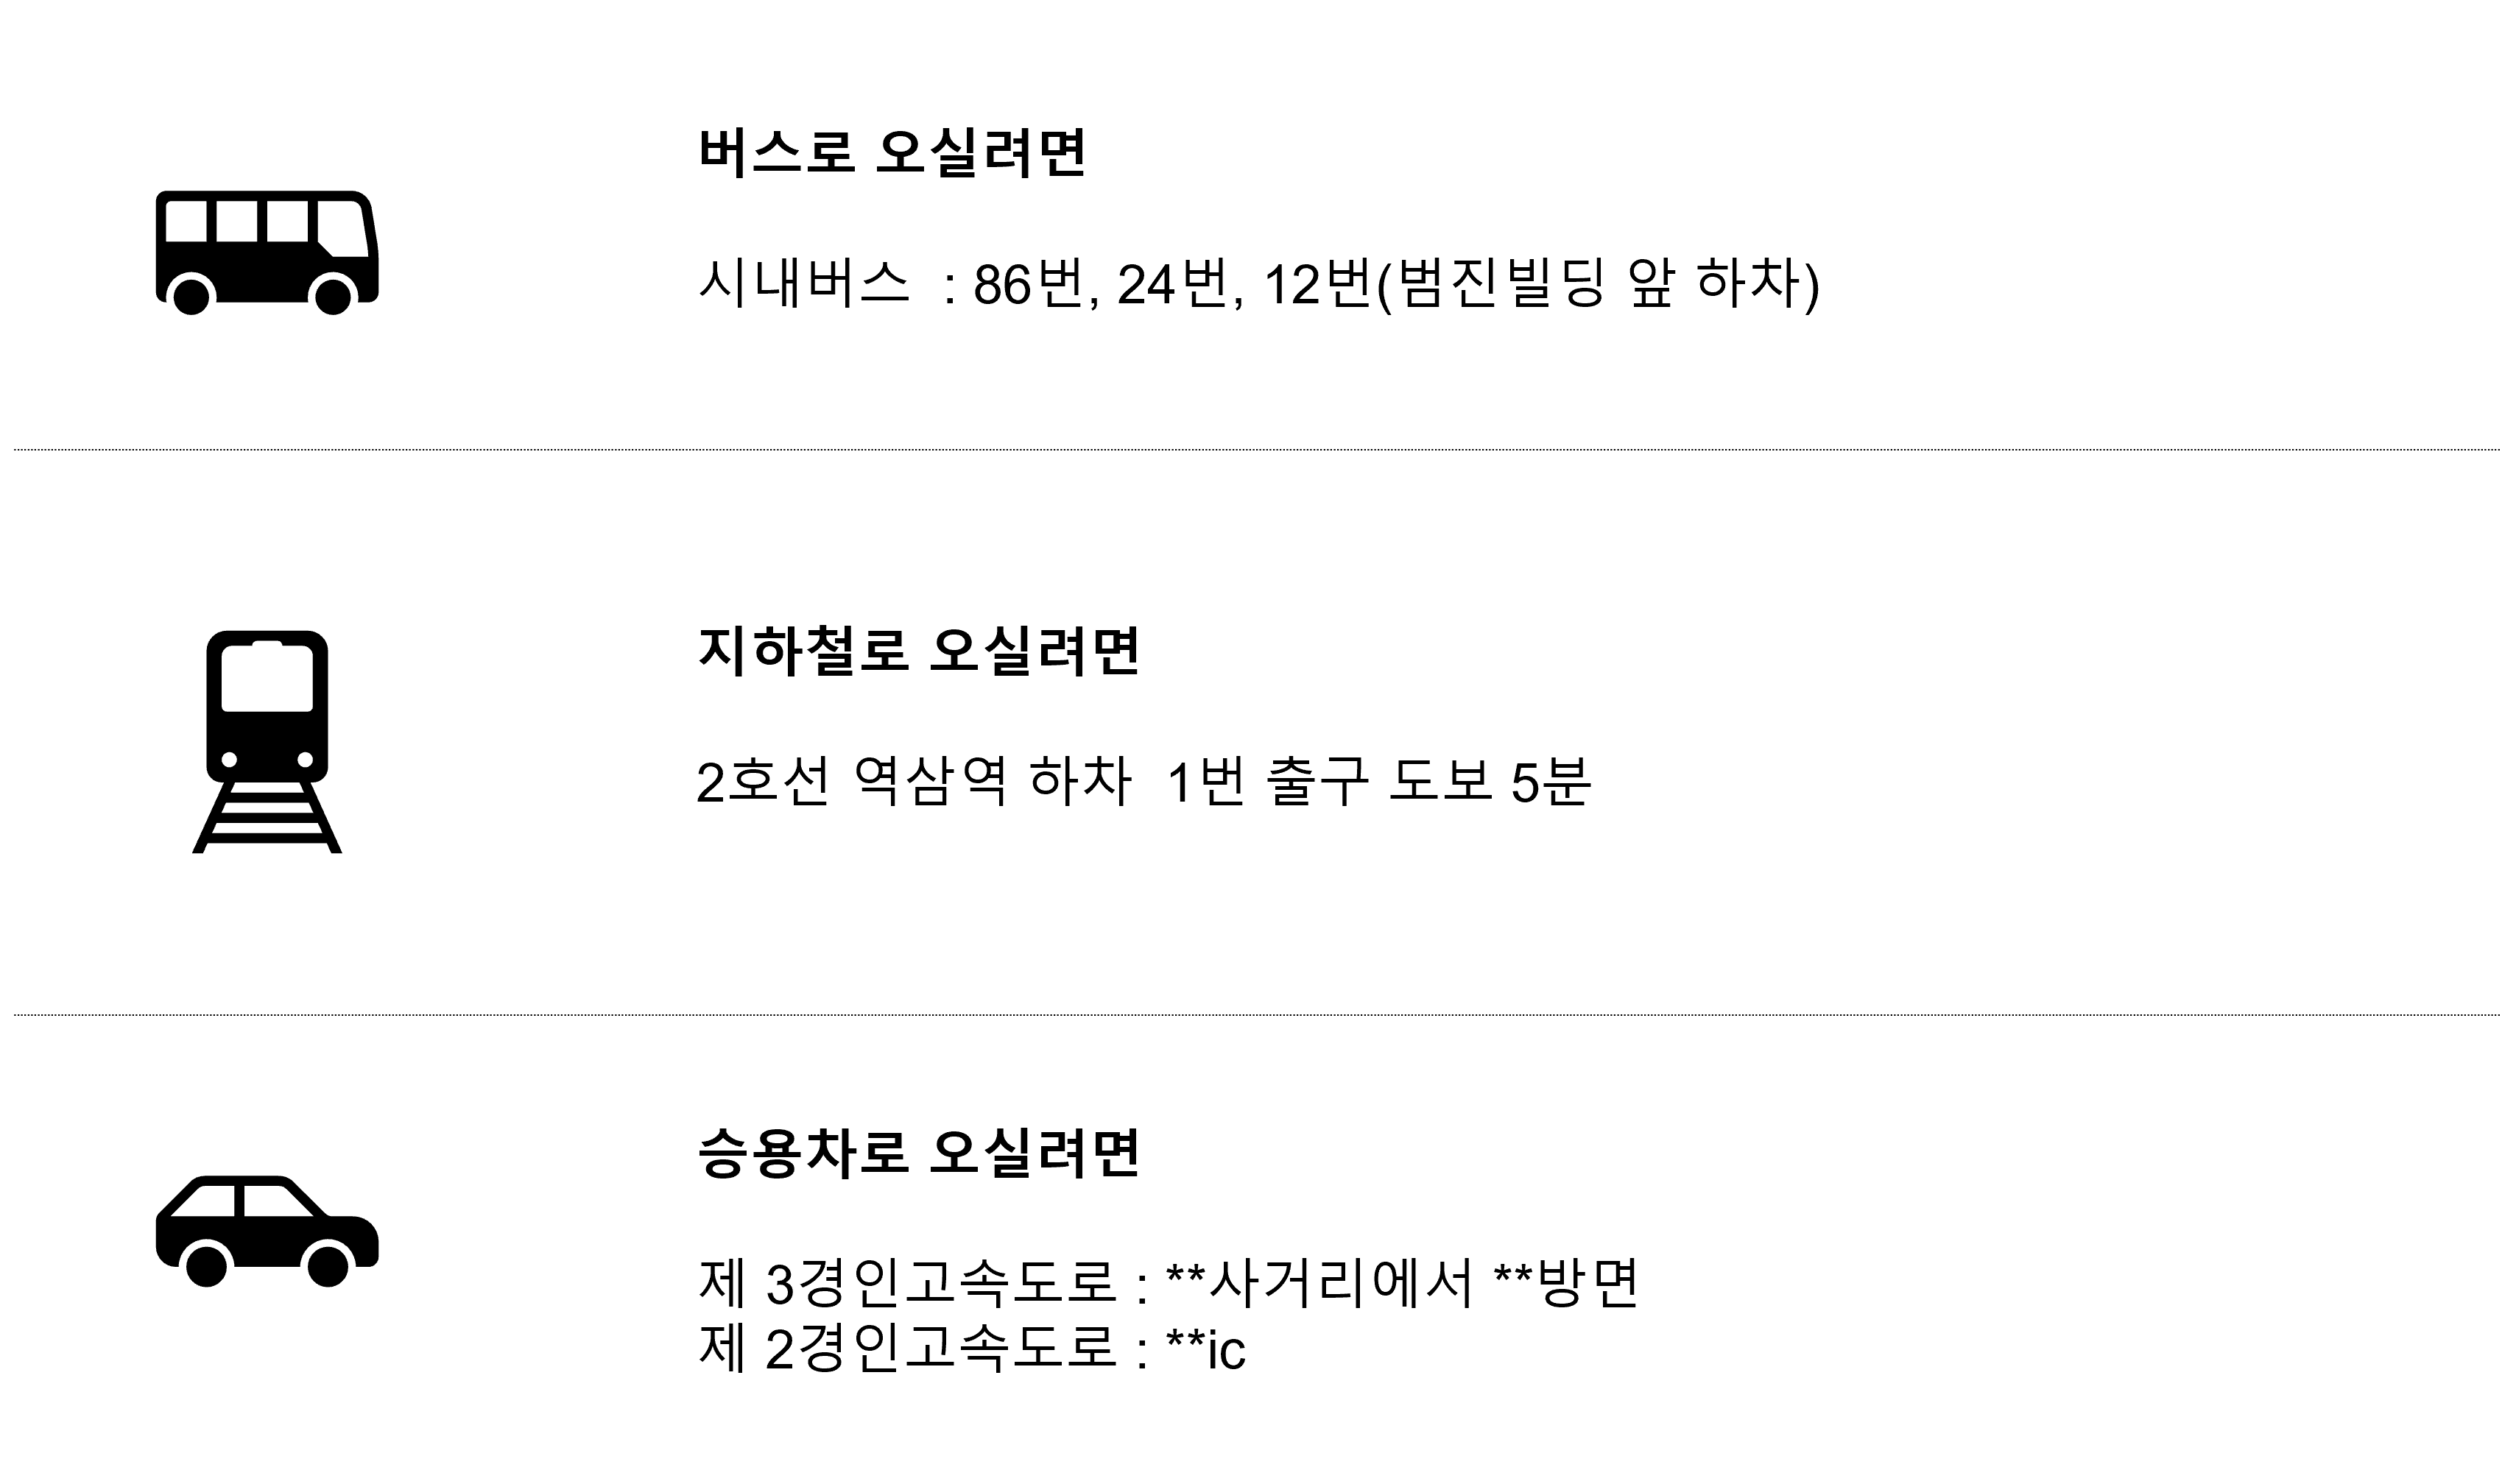 버스로 오실려면
시내버스 : 86번, 24번, 12번(범진빌딩 앞 하차)
지하철로 오실려면
2호선 역삼역 하차 1번 출구 도보 5분
승용차로 오실려면
제 3경인고속도로 : **사거리에서 **방면
제 2경인고속도로 : **ic